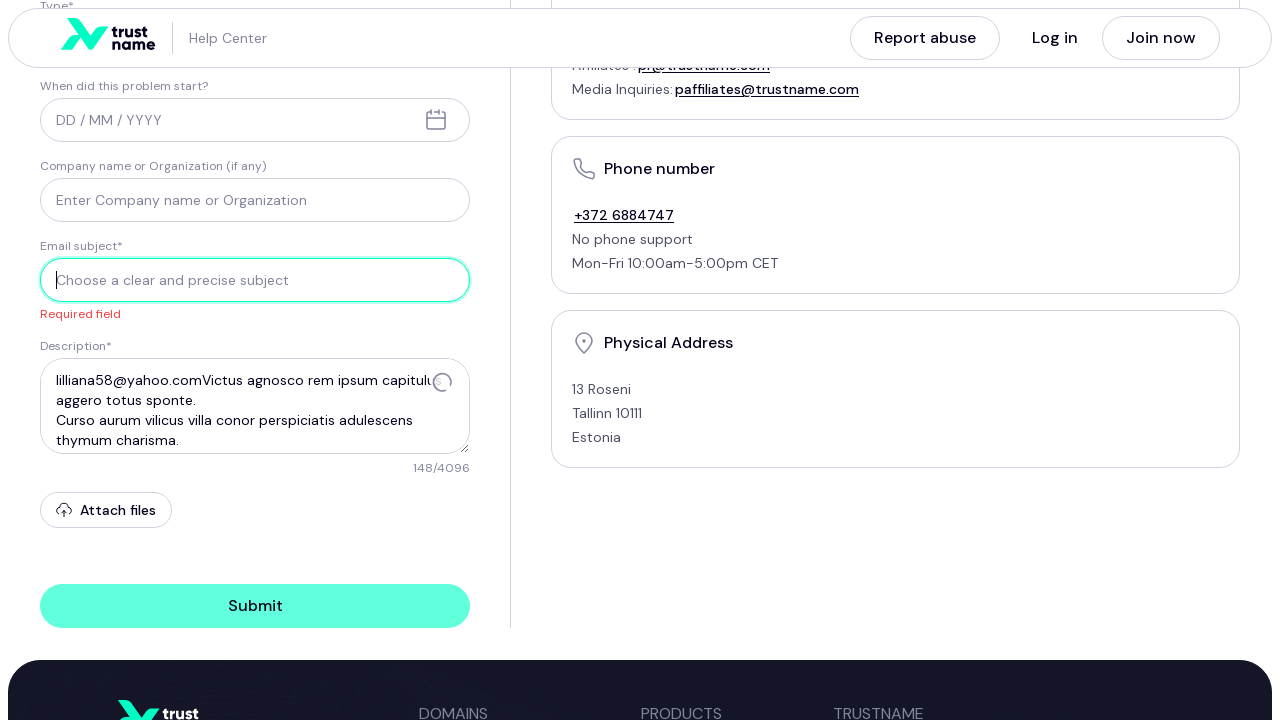 Type*
trust
name
Help Center
Report abuse
Log in
Join now
When did this problem start?
DD / MM / YYYY
Company name or Organization (if any)
Enter Company name or Organization
Email subject*
Choose a clear and precise subject
Required field
Description*
lilliana58@yahoo.comVictus agnosco rem ipsum capitulus
aggero totus sponte.
Curso aurum vilicus villa conor perspiciatis adulescens
thymum charisma.
148/4096
Attach files
Submit
Affiliates : pr@trustname.com
Media Inquiries: paffiliates@trustname.com
Phone number
+372 6884747
No phone support
Mon-Fri 10:00am-5:00pm CET
Physical Address
13 Roseni
Tallinn 10111
Estonia
trust
DOMAINS
PRODUCTS
TRUSTNAME